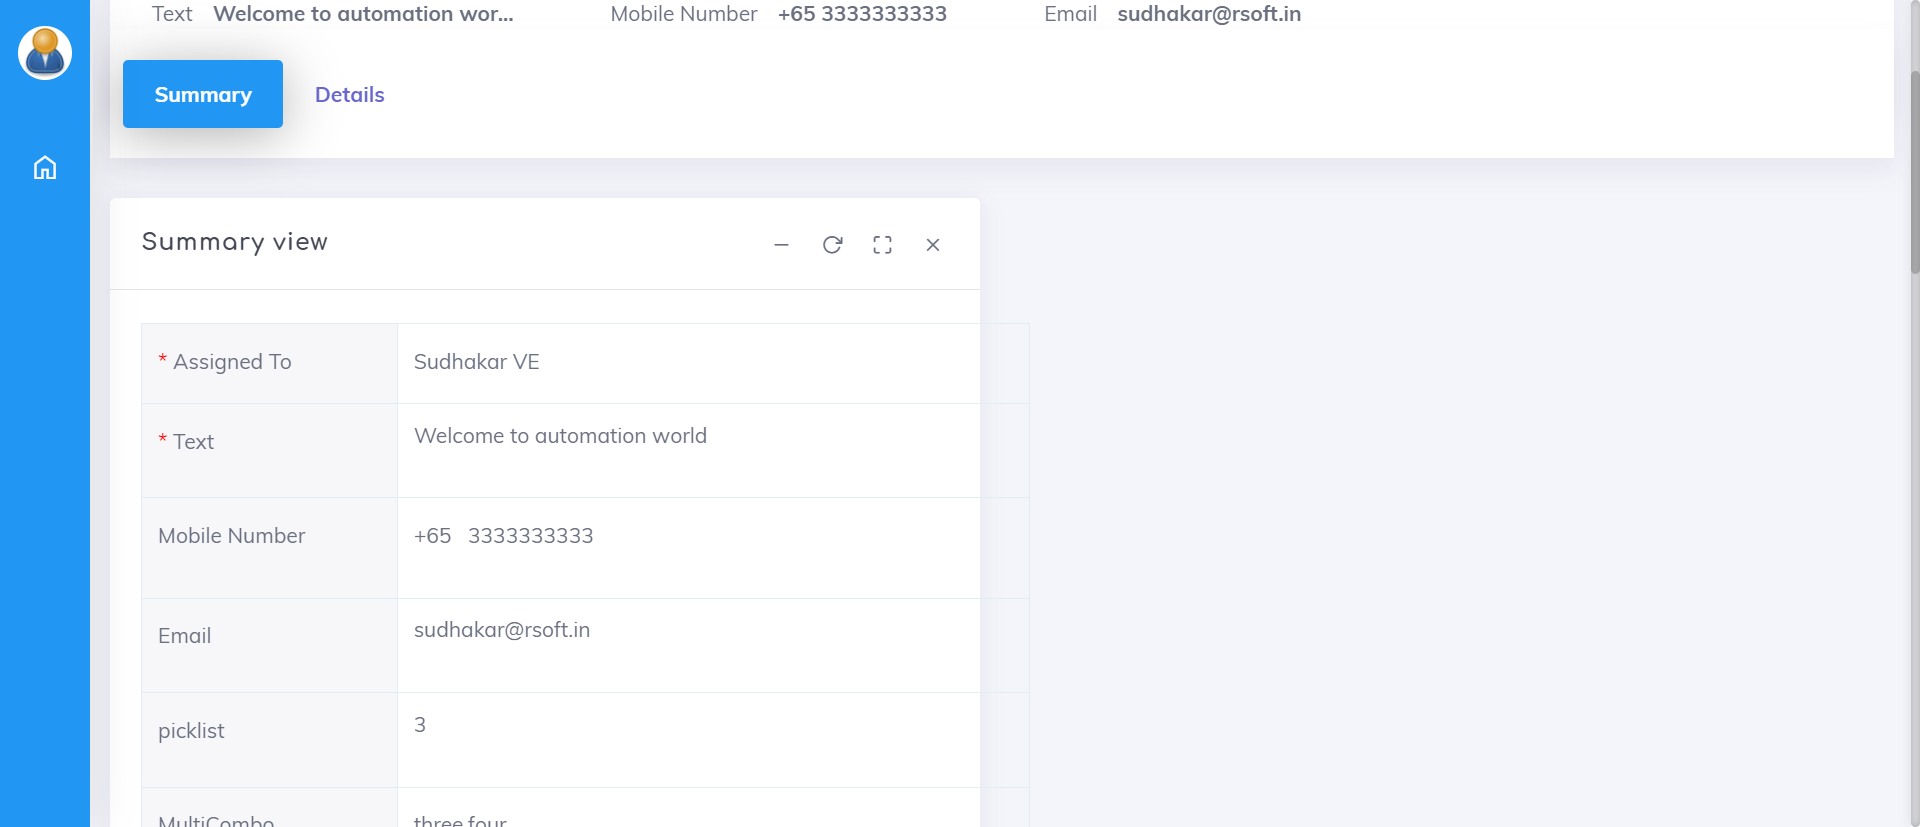 Text Welcome to automation wor... Mobile Number +65 3333333333 Email sudhakar@rsoft.in
Summary Details
Summary view
* Assigned To Sudhakar VE
* Text Welcome to automation world
Mobile Number +65 3333333333
Email sudhakar@rsoft.in
picklist 3
MultiCombo three four